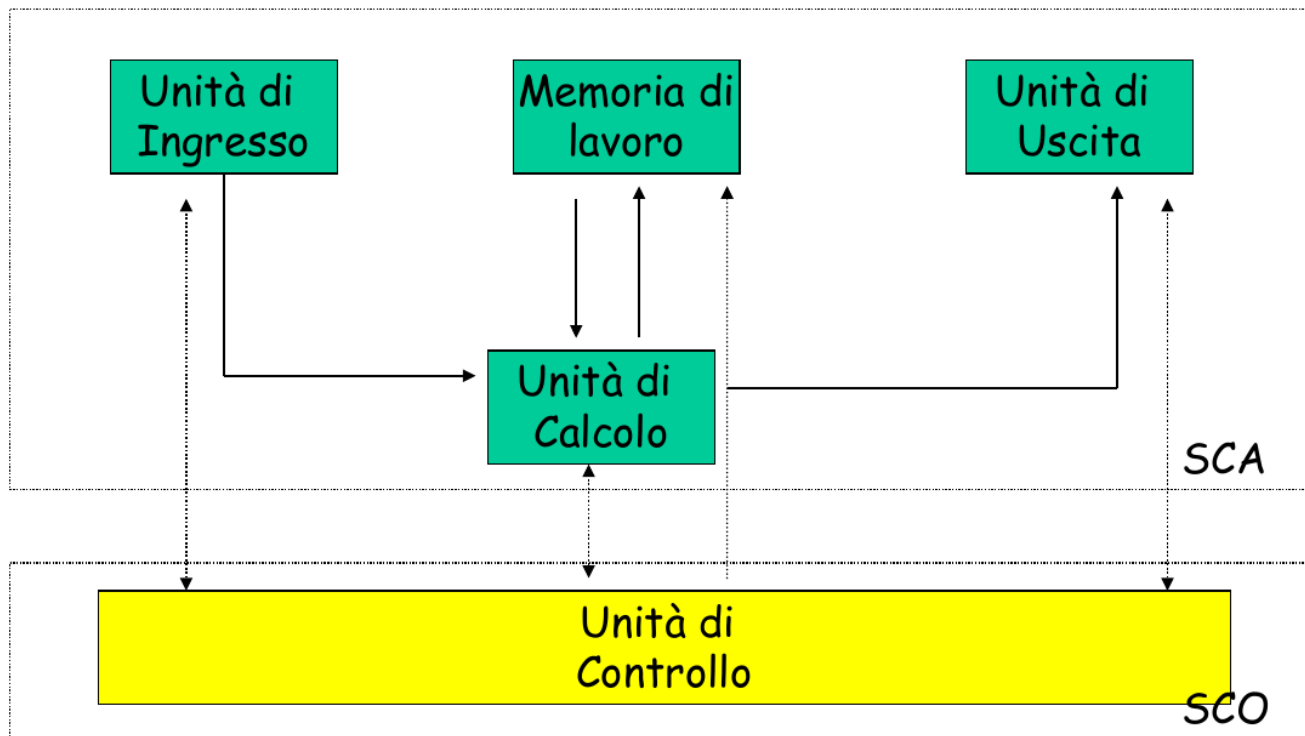 Unità di
Ingresso
Memoria di
lavoro
Unità di
Uscita
Unità di
Calcolo
SCA
Unità di
Controllo
SCO